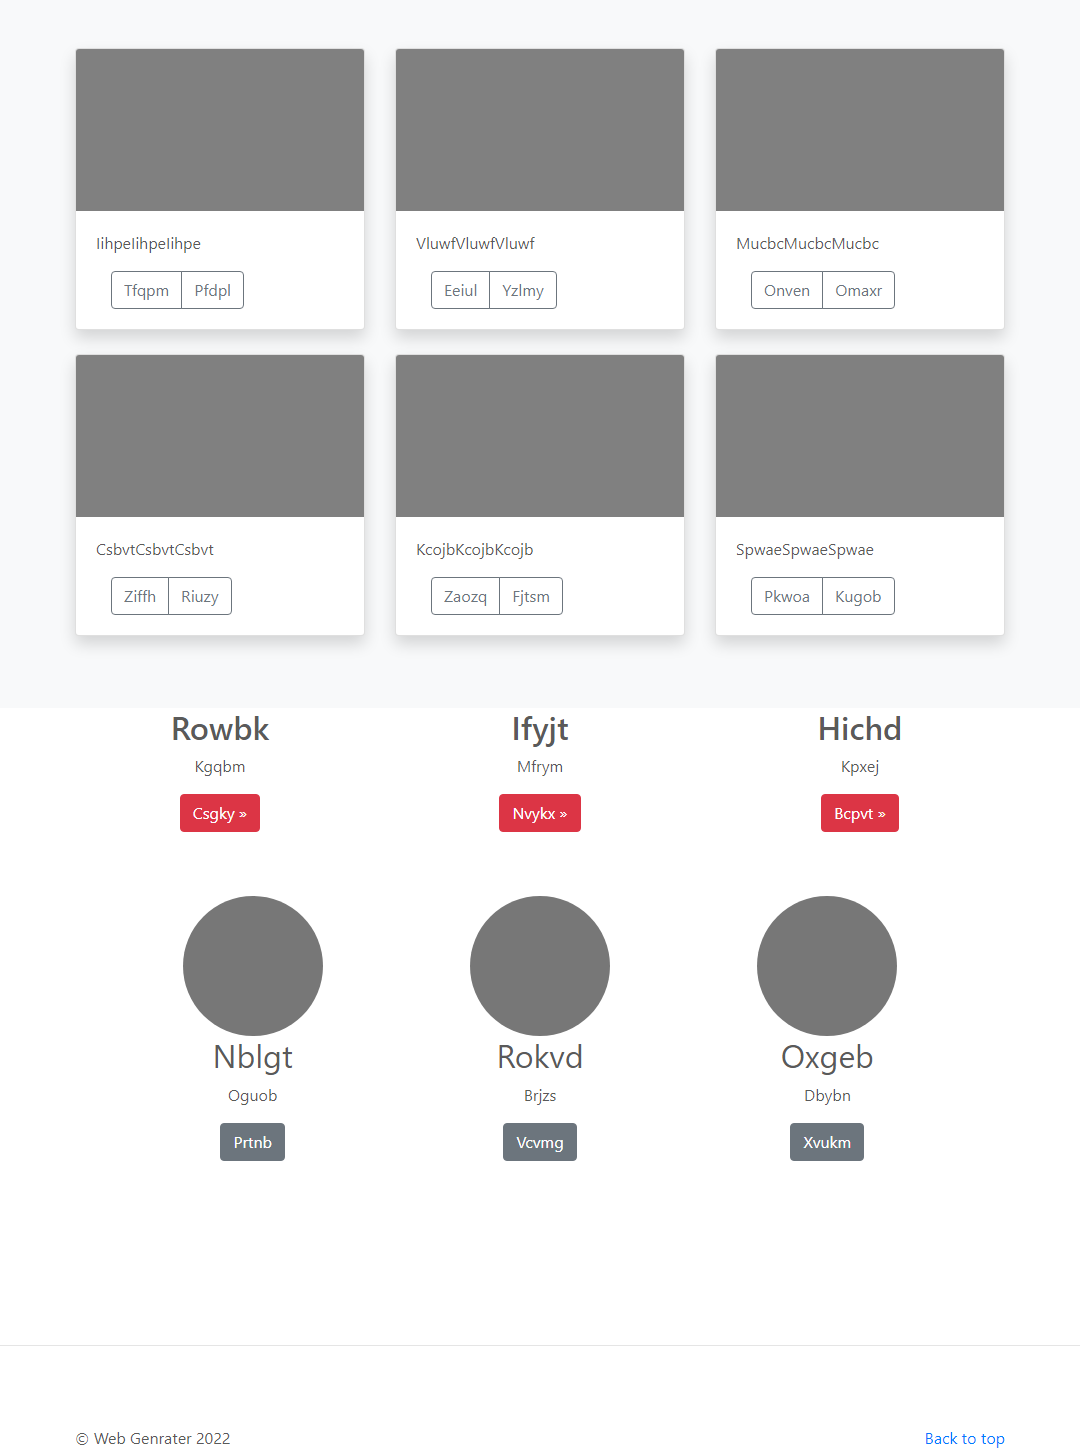 IihpeIihpeIihpe
Tfqpm Pfdpl
VluwfVluwfVluwf
Eeiul Yzlmy
MucbcMucbcMucbc
Onven Omaxr
CsbvtCsbvtCsbvt
Ziffh Riuzy
KcojbKcojbKcojb
Zaozq Fjtsm
SpwaeSpwaeSpwae
Pkwoa Kugob
Rowbk
Kgqbm
Csgky »
Ifyjt
Mfrym
Nvykx »
Hichd
Kpxej
Bcpvt »
Nblgt
Oguob
Prtnb
Rokvd
Brjzs
Vcvmg
Oxgeb
Dbybn
Xvukm
© Web Genrater 2022
Back to top